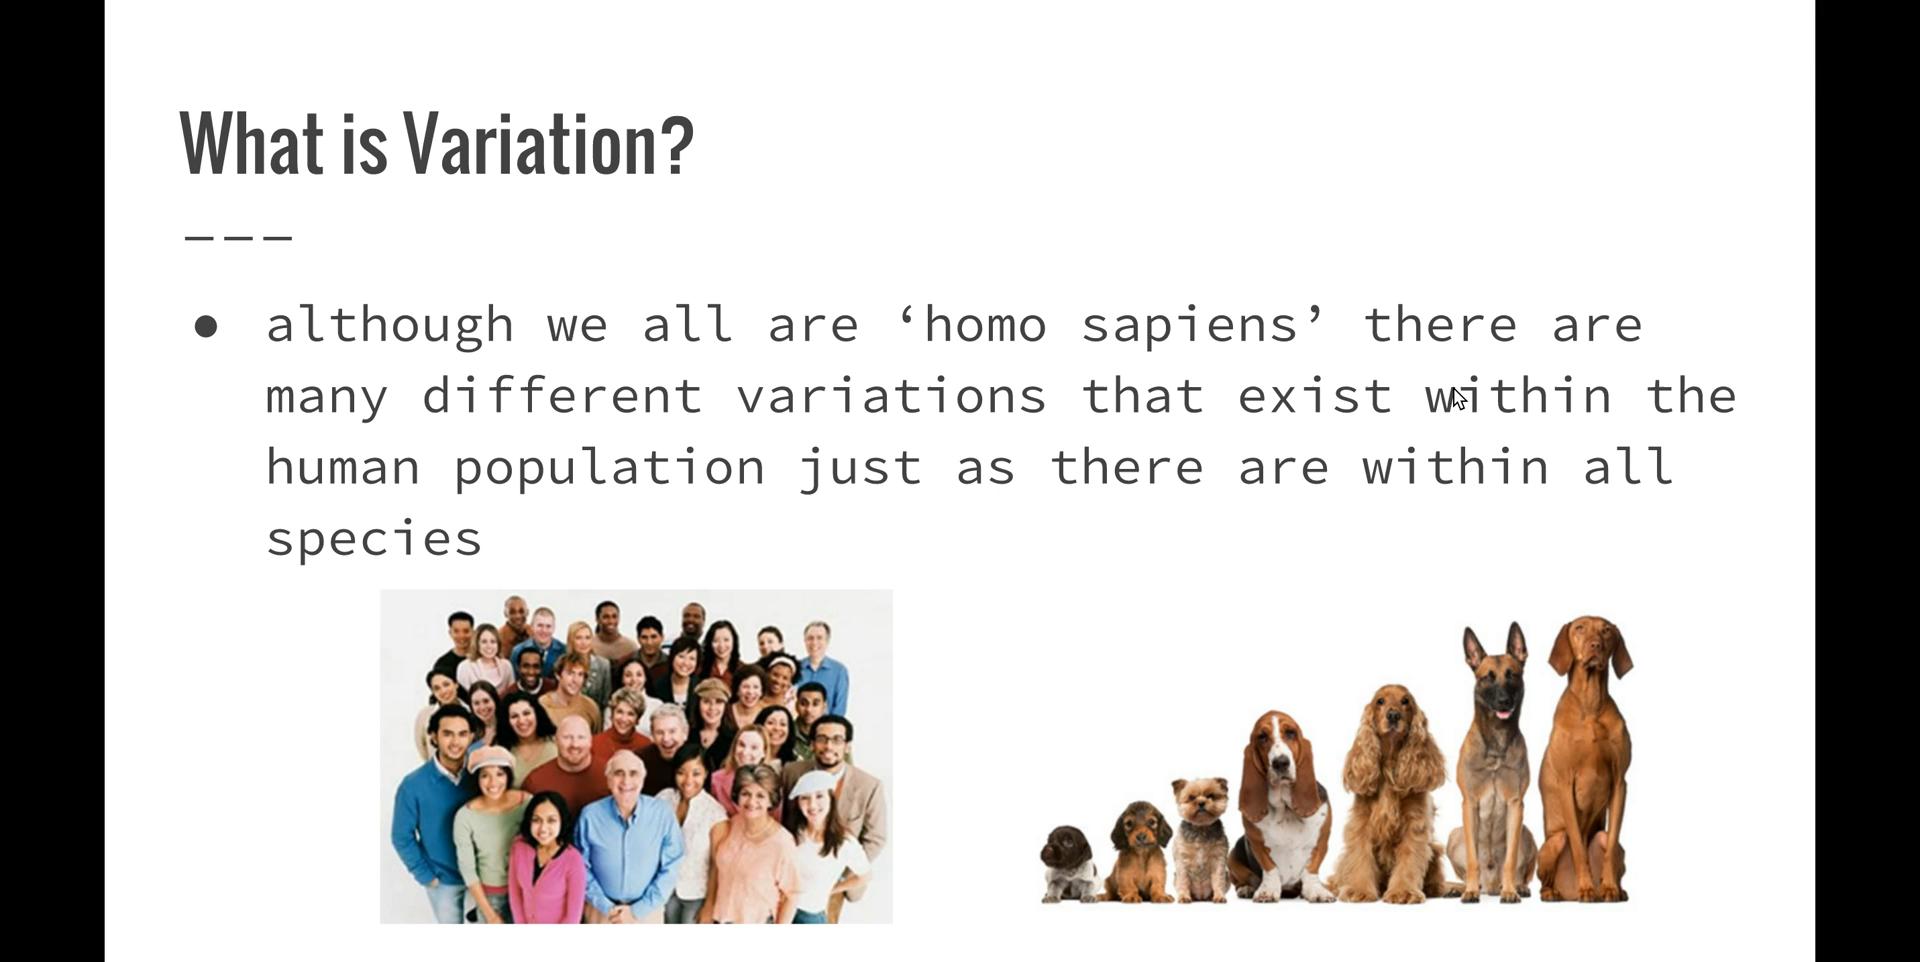 What is Variation?
———
● although we all are ‘homo sapiens’ there are
many different variations that exist within the
human population just as there are within all
species